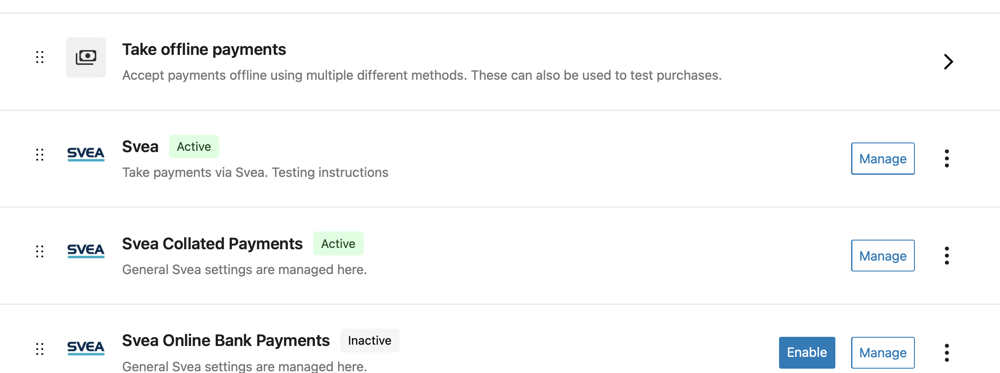 Take offline payments
Accept payments offline using multiple different methods. These can also be used to test purchases.
SVEA
Svea Active
Take payments via Svea. Testing instructions
Manage
SVEA
Svea Collated Payments Active
General Svea settings are managed here.
Manage
SVEA
Svea Online Bank Payments Inactive
General Svea settings are managed here.
Enable Manage